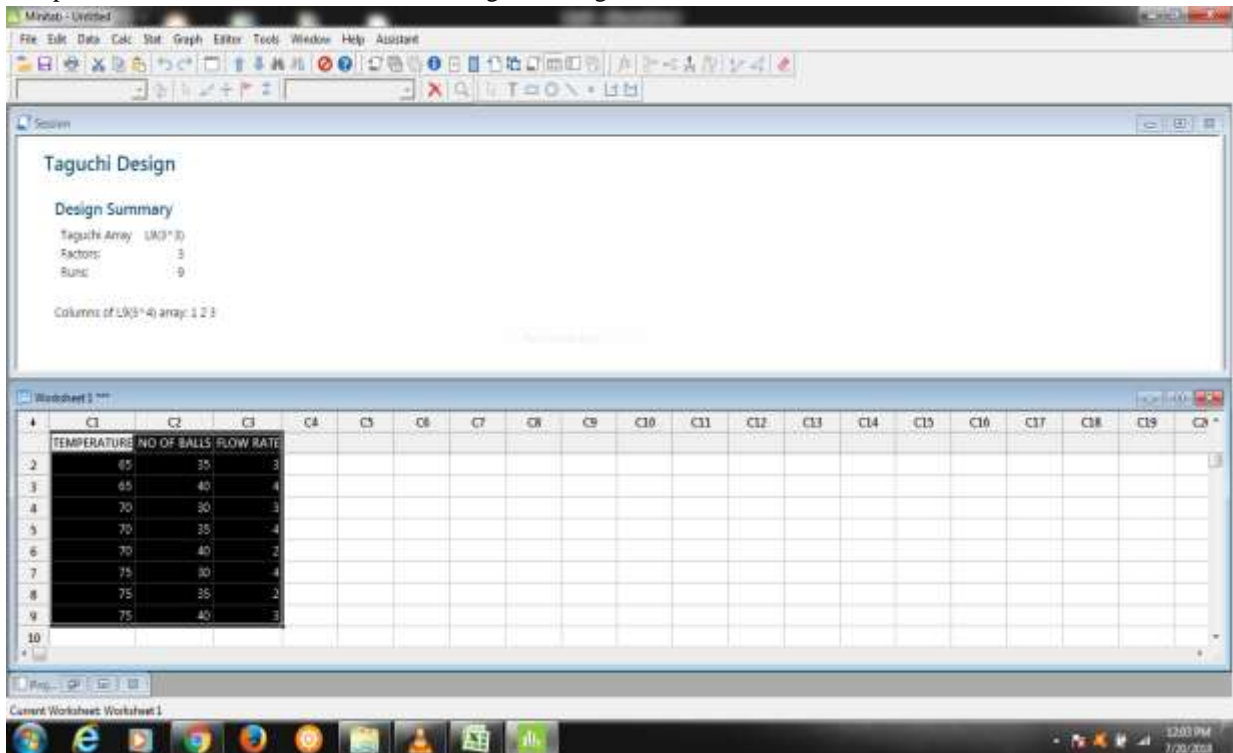 Minitab - Untitled
File Edit Data Calc Stat Graph Editor Tools Window Help Assistant
Session
Taguchi Design
Design Summary
Taguchi Array L9(3^3)
Factors: 3
Runs: 9
Columns of L9(3^4) array: 1 2 3
Worksheet 1 ***
C1 C2 C3 C4 C5 C6 C7 C8 C9 C10 C11 C12 C13 C14 C15 C16 C17 C18 C19
TEMPERATURE NO OF BALLS FLOW RATE
2 65 35 3
3 65 40 4
4 70 30 3
5 70 35 4
6 70 40 2
7 75 30 4
8 75 35 2
9 75 40 3
10
Current Worksheet: Worksheet 1
12:03 PM